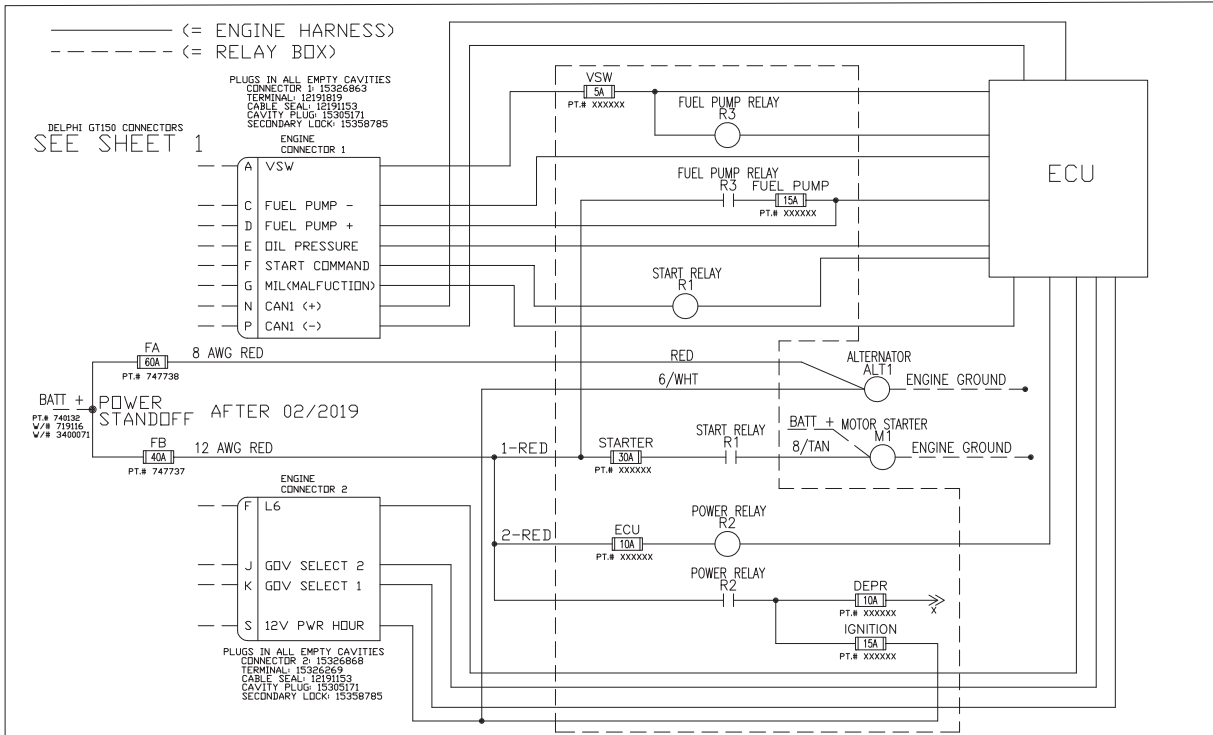 (= ENGINE HARNESS)
(= RELAY BOX)
PLUGS IN ALL EMPTY CAVITIES
CONNECTOR 1: 15326863
TERMINAL: 12191819
CABLE SEAL: 12191153
CAVITY PLUG: 15305171
SECONDARY LOCK: 15358785
DELPHI GT150 CONNECTORS
SEE SHEET 1
ENGINE
CONNECTOR 1
A VSW
C FUEL PUMP -
D FUEL PUMP +
E OIL PRESSURE
F START COMMAND
G MIL(MALFUCTION)
N CAN1 (+)
P CAN1 (-)
VSW
5A
PT.# XXXXXX
FUEL PUMP RELAY
R3
FUEL PUMP RELAY
R3
FUEL PUMP
15A
PT.# XXXXXX
START RELAY
R1
ECU
FA
60A
PT.# 747738
8 AWG RED
RED
6/WHT
ALTERNATOR
ALT1
ENGINE GROUND
BATT +
PT.# 740132
W/# 719116
W/# 3400071
POWER
STANDOFF
AFTER 02/2019
FB
40A
PT.# 747737
12 AWG RED
1-RED
STARTER
30A
PT.# XXXXXX
START RELAY
R1
BATT +
8/TAN
MOTOR STARTER
M1
ENGINE GROUND
ENGINE
CONNECTOR 2
F L6
J GOV SELECT 2
K GOV SELECT 1
S 12V PWR HOUR
PLUGS IN ALL EMPTY CAVITIES
CONNECTOR 2: 15326868
TERMINAL: 15326269
CABLE SEAL: 12191153
CAVITY PLUG: 15305171
SECONDARY LOCK: 15358785
2-RED
ECU
10A
PT.# XXXXXX
POWER RELAY
R2
POWER RELAY
R2
DEPR
10A
PT.# XXXXXX
X
IGNITION
15A
PT.# XXXXXX